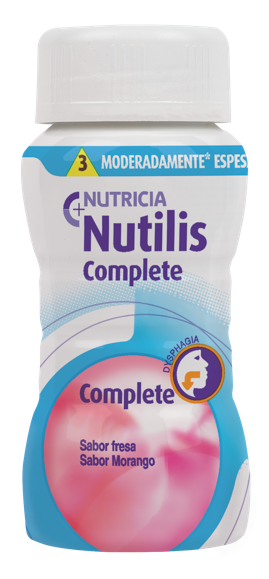 3 MODERADAMENTE* ESPES
NUTRICIA
Nutilis
Complete
DYSPHAGIA
Complete
Sabor fresa
Sabor Morango